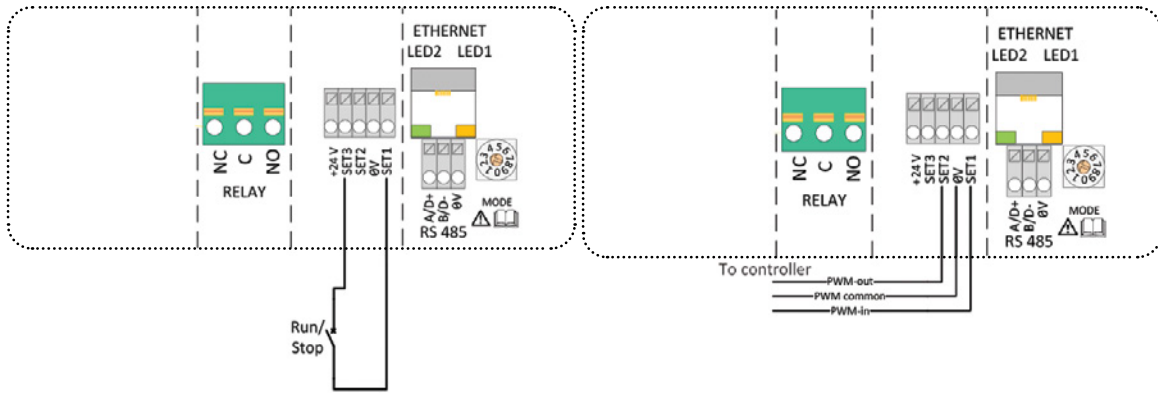 ETHERNET
LED2 LED1
NC
C
NO
RELAY
+24 V
SET3
SET2
0V
SET1
A/D+
B/D-
0V
RS 485
1234567890
MODE
Run/
Stop
ETHERNET
LED2 LED1
NC
C
NO
RELAY
+24 V
SET3
SET2
0V
SET1
A/D+
B/D-
0V
RS 485
1234567890
MODE
To controller
PWM-out
PWM common
PWM-in